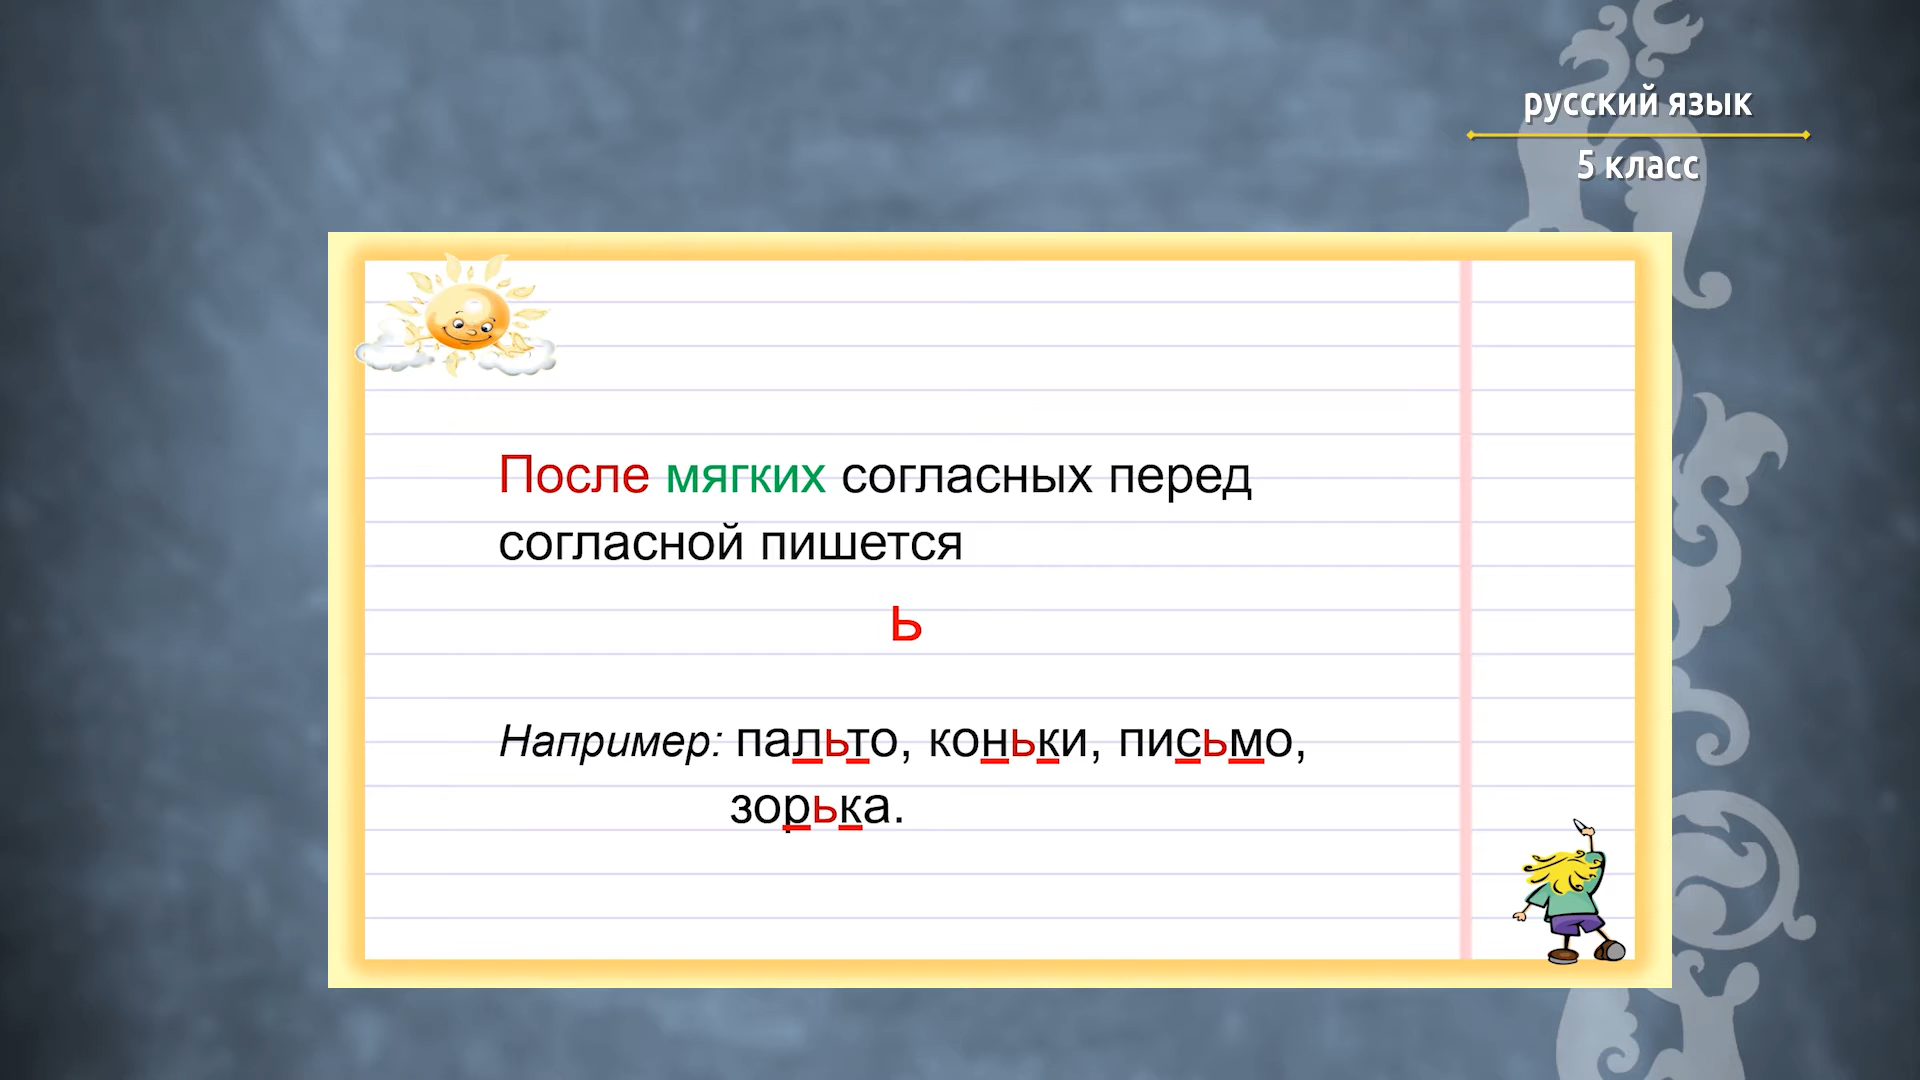 русский язык
5 класс
После мягких согласных перед
согласной пишется
ь
Например: пальто, коньки, письмо,
зорька.